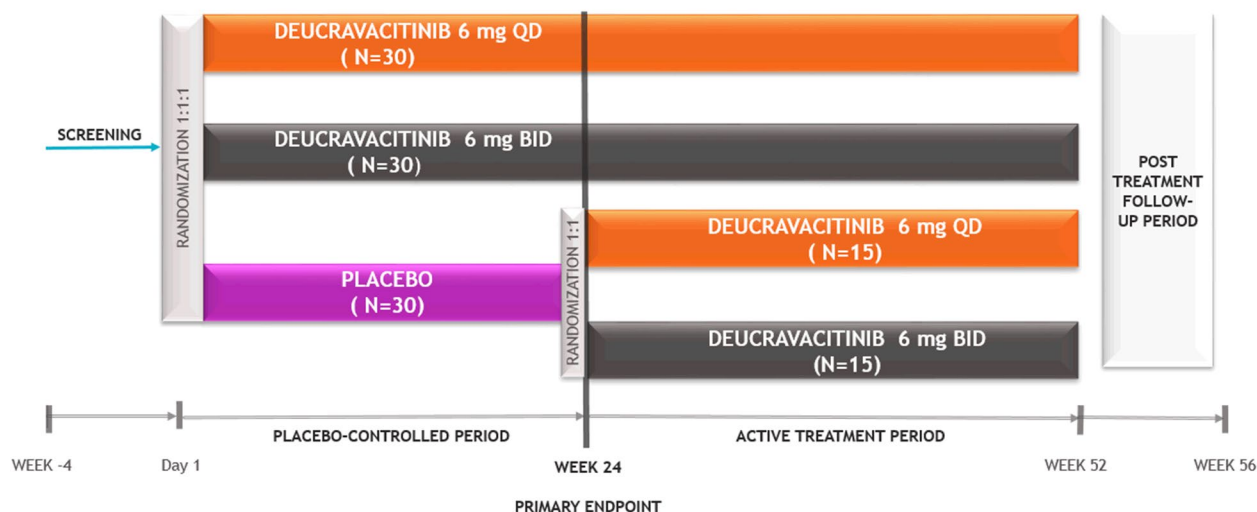 DEUCRAVACITINIB 6 mg QD
( N=30)
SCREENING
RANDOMIZATION 1:1:1
DEUCRAVACITINIB 6 mg BID
( N=30)
POST
TREATMENT
FOLLOW-
UP PERIOD
RANDOMIZATION 1:1
DEUCRAVACITINIB 6 mg QD
( N=15)
PLACEBO
( N=30)
DEUCRAVACITINIB 6 mg BID
(N=15)
PLACEBO-CONTROLLED PERIOD
ACTIVE TREATMENT PERIOD
WEEK -4
Day 1
WEEK 24
WEEK 52
WEEK 56
PRIMARY ENDPOINT